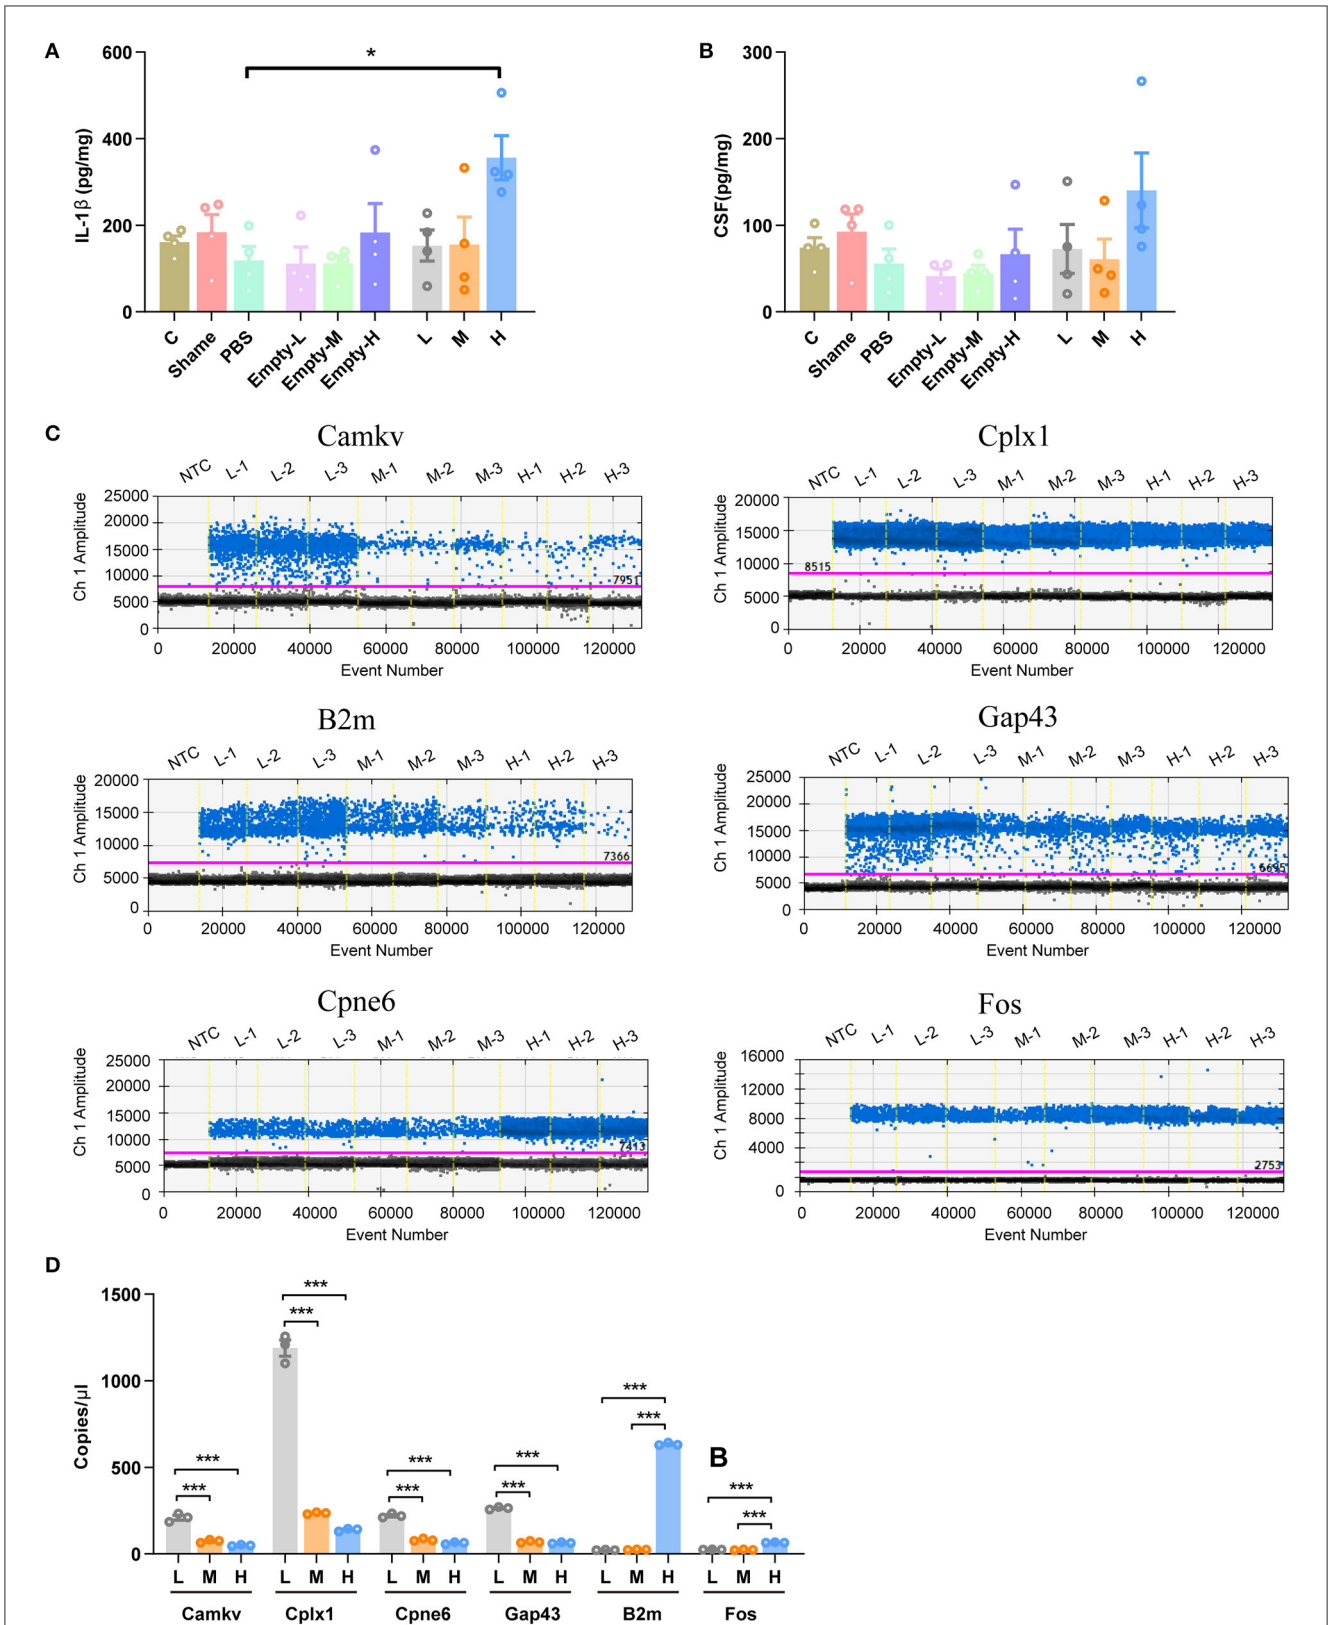 A
600
400
200
0
IL-1β (pg/mg)
*
C
Shame
PBS
Empty-L
Empty-M
Empty-H
L
M
H
B
300
200
100
0
CSF(pg/mg)
C
Shame
PBS
Empty-L
Empty-M
Empty-H
L
M
H
C
Camkv
NTC L-1 L-2 L-3 M-1 M-2 M-3 H-1 H-2 H-3
Ch 1 Amplitude
25000
20000
15000
10000
5000
0
7951
0 20000 40000 60000 80000 100000 120000
Event Number
Cplx1
NTC L-1 L-2 L-3 M-1 M-2 M-3 H-1 H-2 H-3
Ch 1 Amplitude
20000
15000
10000
5000
0
8515
0 20000 40000 60000 80000 100000 120000
Event Number
B2m
NTC L-1 L-2 L-3 M-1 M-2 M-3 H-1 H-2 H-3
Ch 1 Amplitude
20000
15000
10000
5000
0
7366
0 20000 40000 60000 80000 100000 120000
Event Number
Gap43
NTC L-1 L-2 L-3 M-1 M-2 M-3 H-1 H-2 H-3
Ch 1 Amplitude
25000
20000
15000
10000
5000
0
6695
0 20000 40000 60000 80000 100000 120000
Event Number
Cpne6
NTC L-1 L-2 L-3 M-1 M-2 M-3 H-1 H-2 H-3
Ch 1 Amplitude
25000
20000
15000
10000
5000
0
7413
0 20000 40000 60000 80000 100000 120000
Event Number
Fos
NTC L-1 L-2 L-3 M-1 M-2 M-3 H-1 H-2 H-3
Ch 1 Amplitude
16000
12000
8000
4000
0
2753
0 20000 40000 60000 80000 100000 120000
Event Number
D
1500
1000
500
0
Copies/µl
*** ***
*** ***
*** ***
*** ***
*** ***
B
*** ***
L M H L M H L M H L M H L M H L M H
Camkv Cplx1 Cpne6 Gap43 B2m Fos